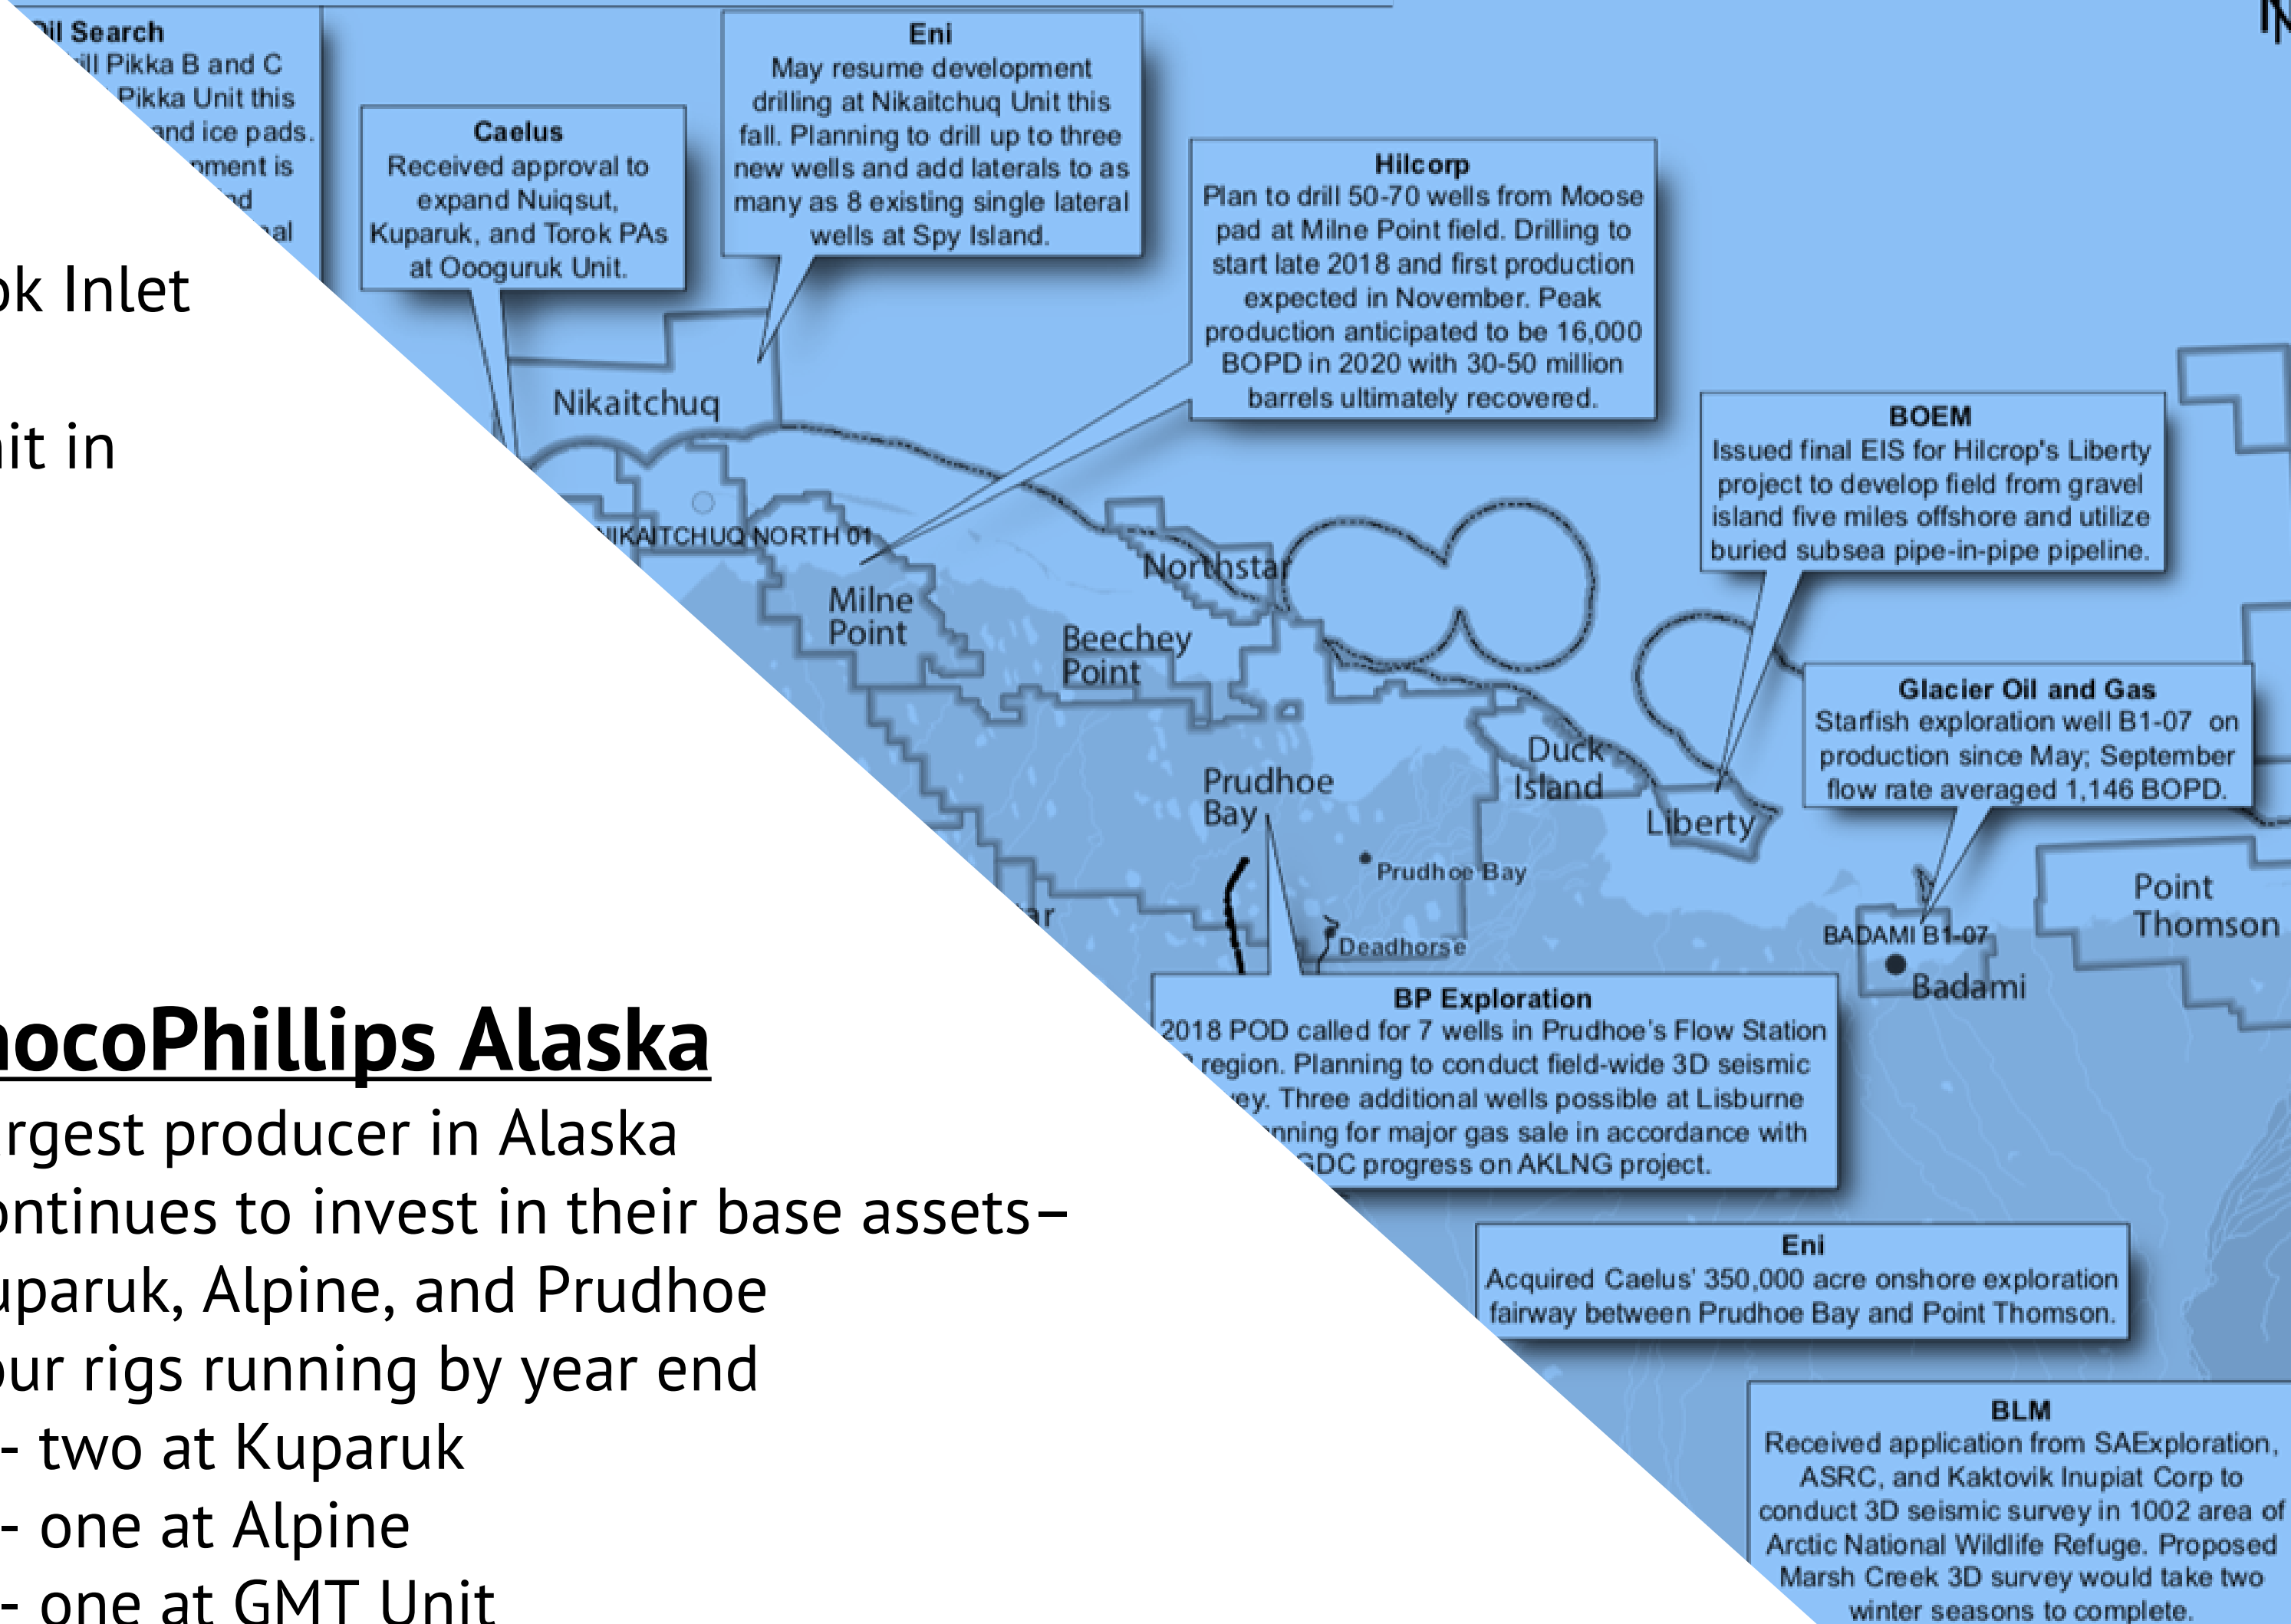 Oil Search
Pikka B and C
Pikka Unit this
and ice pads.
is
Caelus
Received approval to
expand Nuiqsut,
Kuparuk, and Torok PAs
at Oooguruk Unit.
Eni
May resume development
drilling at Nikaitchuq Unit this
fall. Planning to drill up to three
new wells and add laterals to as
many as 8 existing single lateral
wells at Spy Island.
Hilcorp
Plan to drill 50-70 wells from Moose
pad at Milne Point field. Drilling to
start late 2018 and first production
expected in November. Peak
production anticipated to be 16,000
BOPD in 2020 with 30-50 million
barrels ultimately recovered.
BOEM
Issued final EIS for Hilcrop's Liberty
project to develop field from gravel
island five miles offshore and utilize
buried subsea pipe-in-pipe pipeline.
Glacier Oil and Gas
Starfish exploration well B1-07 on
production since May; September
flow rate averaged 1,146 BOPD.
Nikaitchuq
NIKAITCHUQ NORTH 01
Milne
Point
Northstar
Beechey
Point
Prudhoe
Bay
Duck
Island
Liberty
Prudhoe Bay
Deadhorse
BADAMI B1-07
Badami
Point
Thomson
BP Exploration
2018 POD called for 7 wells in Prudhoe's Flow Station
region. Planning to conduct field-wide 3D seismic
Three additional wells possible at Lisburne
for major gas sale in accordance with
progress on AKLNG project.
Eni
Acquired Caelus' 350,000 acre onshore exploration
fairway between Prudhoe Bay and Point Thomson.
BLM
Received application from SAExploration,
ASRC, and Kaktovik Inupiat Corp to
conduct 3D seismic survey in 1002 area of
Arctic National Wildlife Refuge. Proposed
Marsh Creek 3D survey would take two
winter seasons to complete.
ok Inlet
nit in
nocoPhillips Alaska
argest producer in Alaska
ontinues to invest in their base assets–
uparuk, Alpine, and Prudhoe
our rigs running by year end
- two at Kuparuk
- one at Alpine
- one at GMT Unit